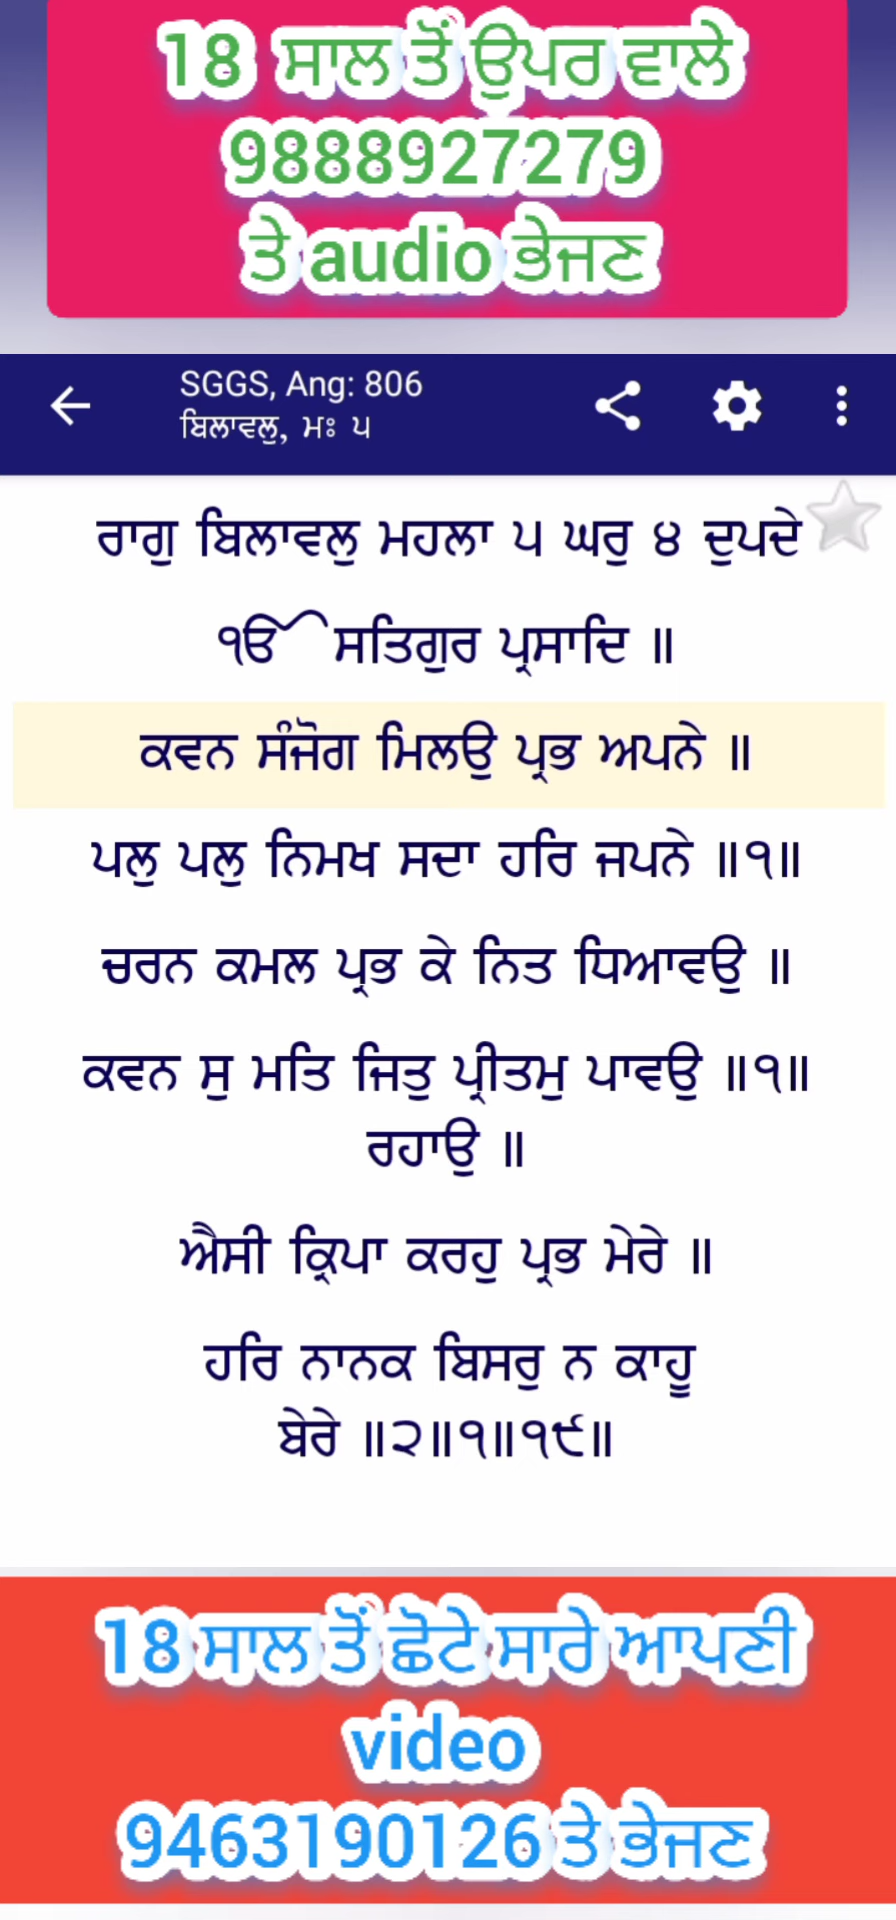 18 ਸਾਲ ਤੋਂ ਉਪਰ ਵਾਲੇ
9888927279
ਤੇ audio ਭੇਜਣ
SGGS, Ang: 806
ਬਿਲਾਵਲੁ, ਮਃ ੫
ਰਾਗੁ ਬਿਲਾਵਲੁ ਮਹਲਾ ੫ ਘਰੁ ੪ ਦੁਪਦੇ
ੴ ਸਤਿਗੁਰ ਪ੍ਰਸਾਦਿ ॥
ਕਵਨ ਸੰਜੋਗ ਮਿਲਉ ਪ੍ਰਭ ਅਪਨੇ ॥
ਪਲੁ ਪਲੁ ਨਿਮਖ ਸਦਾ ਹਰਿ ਜਪਨੇ ॥੧॥
ਚਰਨ ਕਮਲ ਪ੍ਰਭ ਕੇ ਨਿਤ ਧਿਆਵਉ ॥
ਕਵਨ ਸੁ ਮਤਿ ਜਿਤੁ ਪ੍ਰੀਤਮੁ ਪਾਵਉ ॥੧॥
ਰਹਾਉ ॥
ਐਸੀ ਕ੍ਰਿਪਾ ਕਰਹੁ ਪ੍ਰਭ ਮੇਰੇ ॥
ਹਰਿ ਨਾਨਕ ਬਿਸਰੁ ਨ ਕਾਹੂ
ਬੇਰੇ ॥੨॥੧॥੧੯॥
18 ਸਾਲ ਤੋਂ ਛੋਟੇ ਸਾਰੇ ਆਪਣੀ
video
9463190126 ਤੇ ਭੇਜਣ